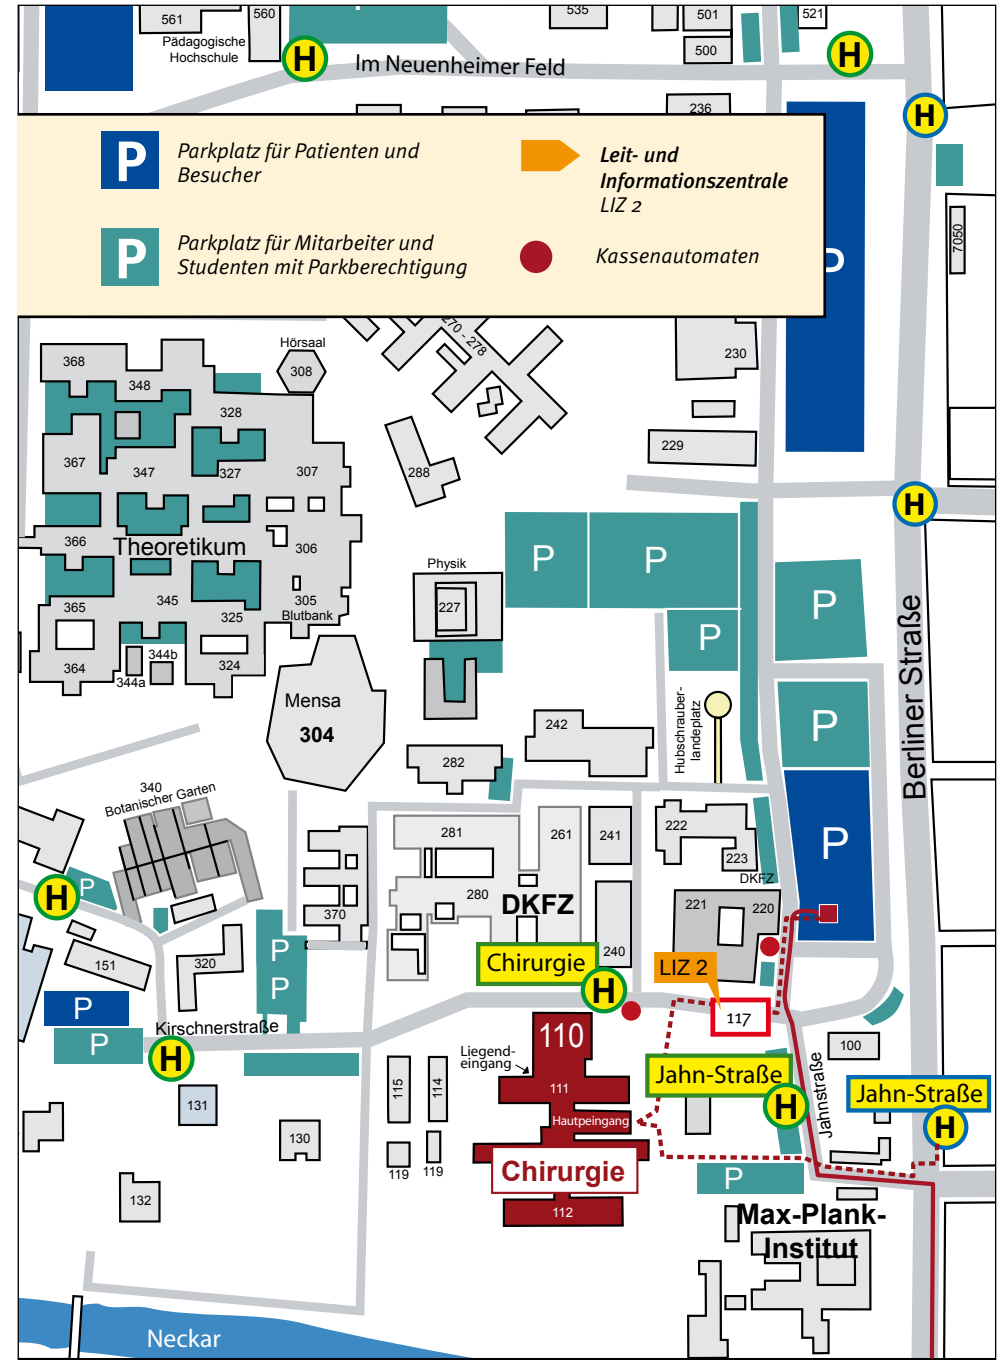 561
560
535
501
521
500
Pädagogische
Hochschule
H
H
Im Neuenheimer Feld
236
H
P
Parkplatz für Patienten und
Besucher
Leit- und
Informationszentrale
LIZ 2
P
Parkplatz für Mitarbeiter und
Studenten mit Parkberechtigung
Kassenautomaten
P
7050
270 - 278
230
Hörsaal
308
368
348
328
229
367
347
327
307
288
H
366
Theoretikum
306
P
P
Physik
227
P
365
345
325
305
Blutbank
P
364
344b
344a
324
Mensa
304
Hubschrauber-
landeplatz
P
Berliner Straße
242
282
340
Botanischer Garten
281
261
241
222
223
DKFZ
P
280
DKFZ
P
H
370
221
220
240
151
320
P
P
Chirurgie
H
LIZ 2
P
P
Kirschnerstraße
H
117
110
Liegend-
eingang
111
100
Jahnstraße
115
114
Jahn-Straße
H
Jahn-Straße
H
131
Hautpeingang
130
119
119
Chirurgie
P
132
112
Max-Plank-
Institut
Neckar